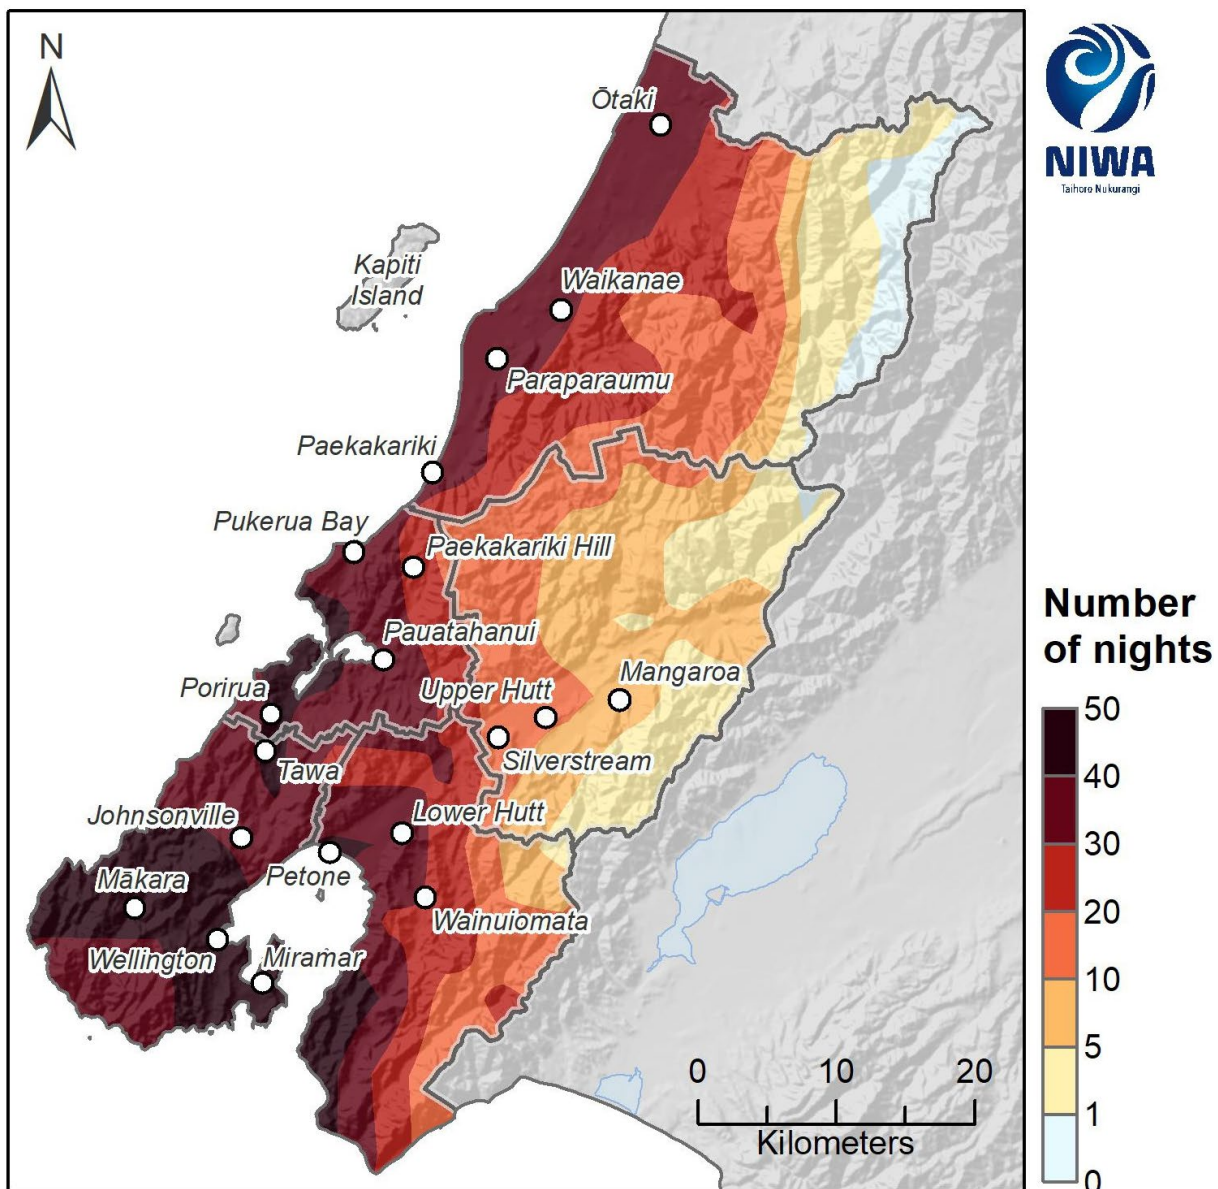 N
NIWA
Taihoro Nukurangi
Ōtaki
Kapiti
Island
Waikanae
Paraparaumu
Paekakariki
Pukerua Bay
Paekakariki Hill
Pauatahanui
Porirua
Upper Hutt
Mangaroa
Tawa
Silverstream
Johnsonville
Lower Hutt
Mākara
Petone
Wainuiomata
Wellington
Miramar
Number
of nights
50
40
30
20
10
5
1
0
0 10 20
Kilometers